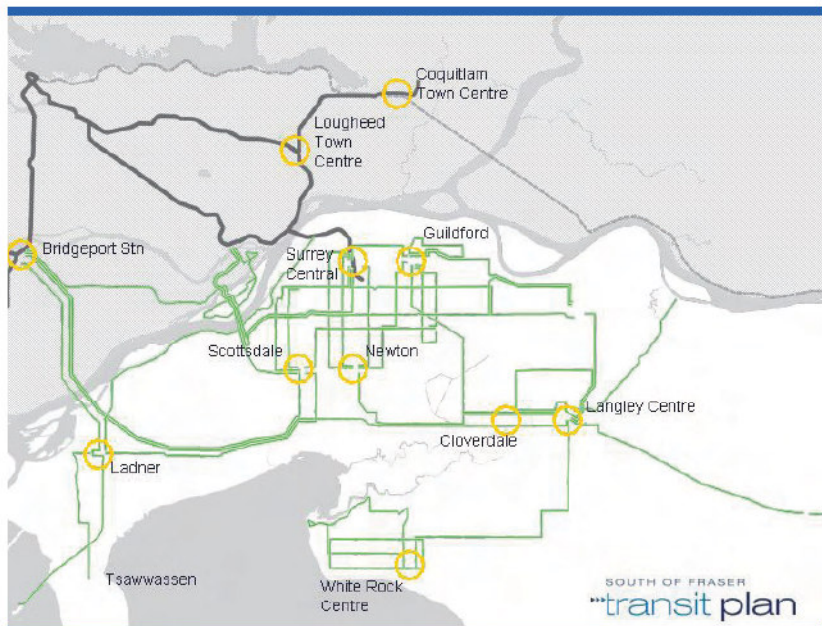 Coquitlam
Town Centre
Lougheed
Town
Centre
Bridgeport Stn
Guildford
Surrey
Central
Scottsdale
Newton
Langley Centre
Cloverdale
Ladner
Tsawwassen
White Rock
Centre
SOUTH OF FRASER
transit plan